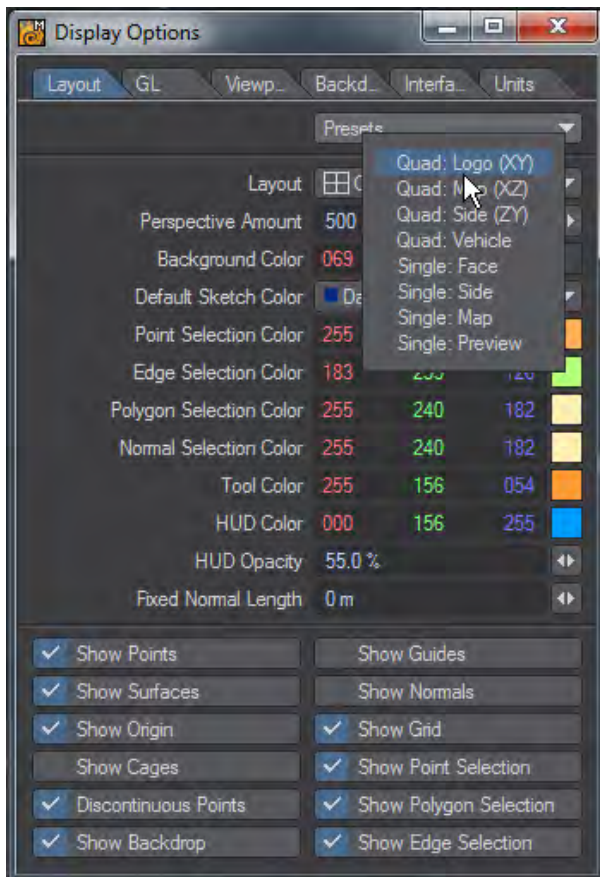 Display Options
Layout GL Viewp... Backd... Interfa... Units
Presets
Quad: Logo (XY)
Quad: (XZ)
Quad: Side (ZY)
Quad: Vehicle
Single: Face
Single: Side
Single: Map
Single: Preview
Layout
Perspective Amount 500
Background Color 069
Default Sketch Color
Point Selection Color 255
Edge Selection Color 183 255 126
Polygon Selection Color 255 240 182
Normal Selection Color 255 240 182
Tool Color 255 156 054
HUD Color 000 156 255
HUD Opacity 55.0 %
Fixed Normal Length 0 m
Show Points Show Guides
Show Surfaces Show Normals
Show Origin Show Grid
Show Cages Show Point Selection
Discontinuous Points Show Polygon Selection
Show Backdrop Show Edge Selection